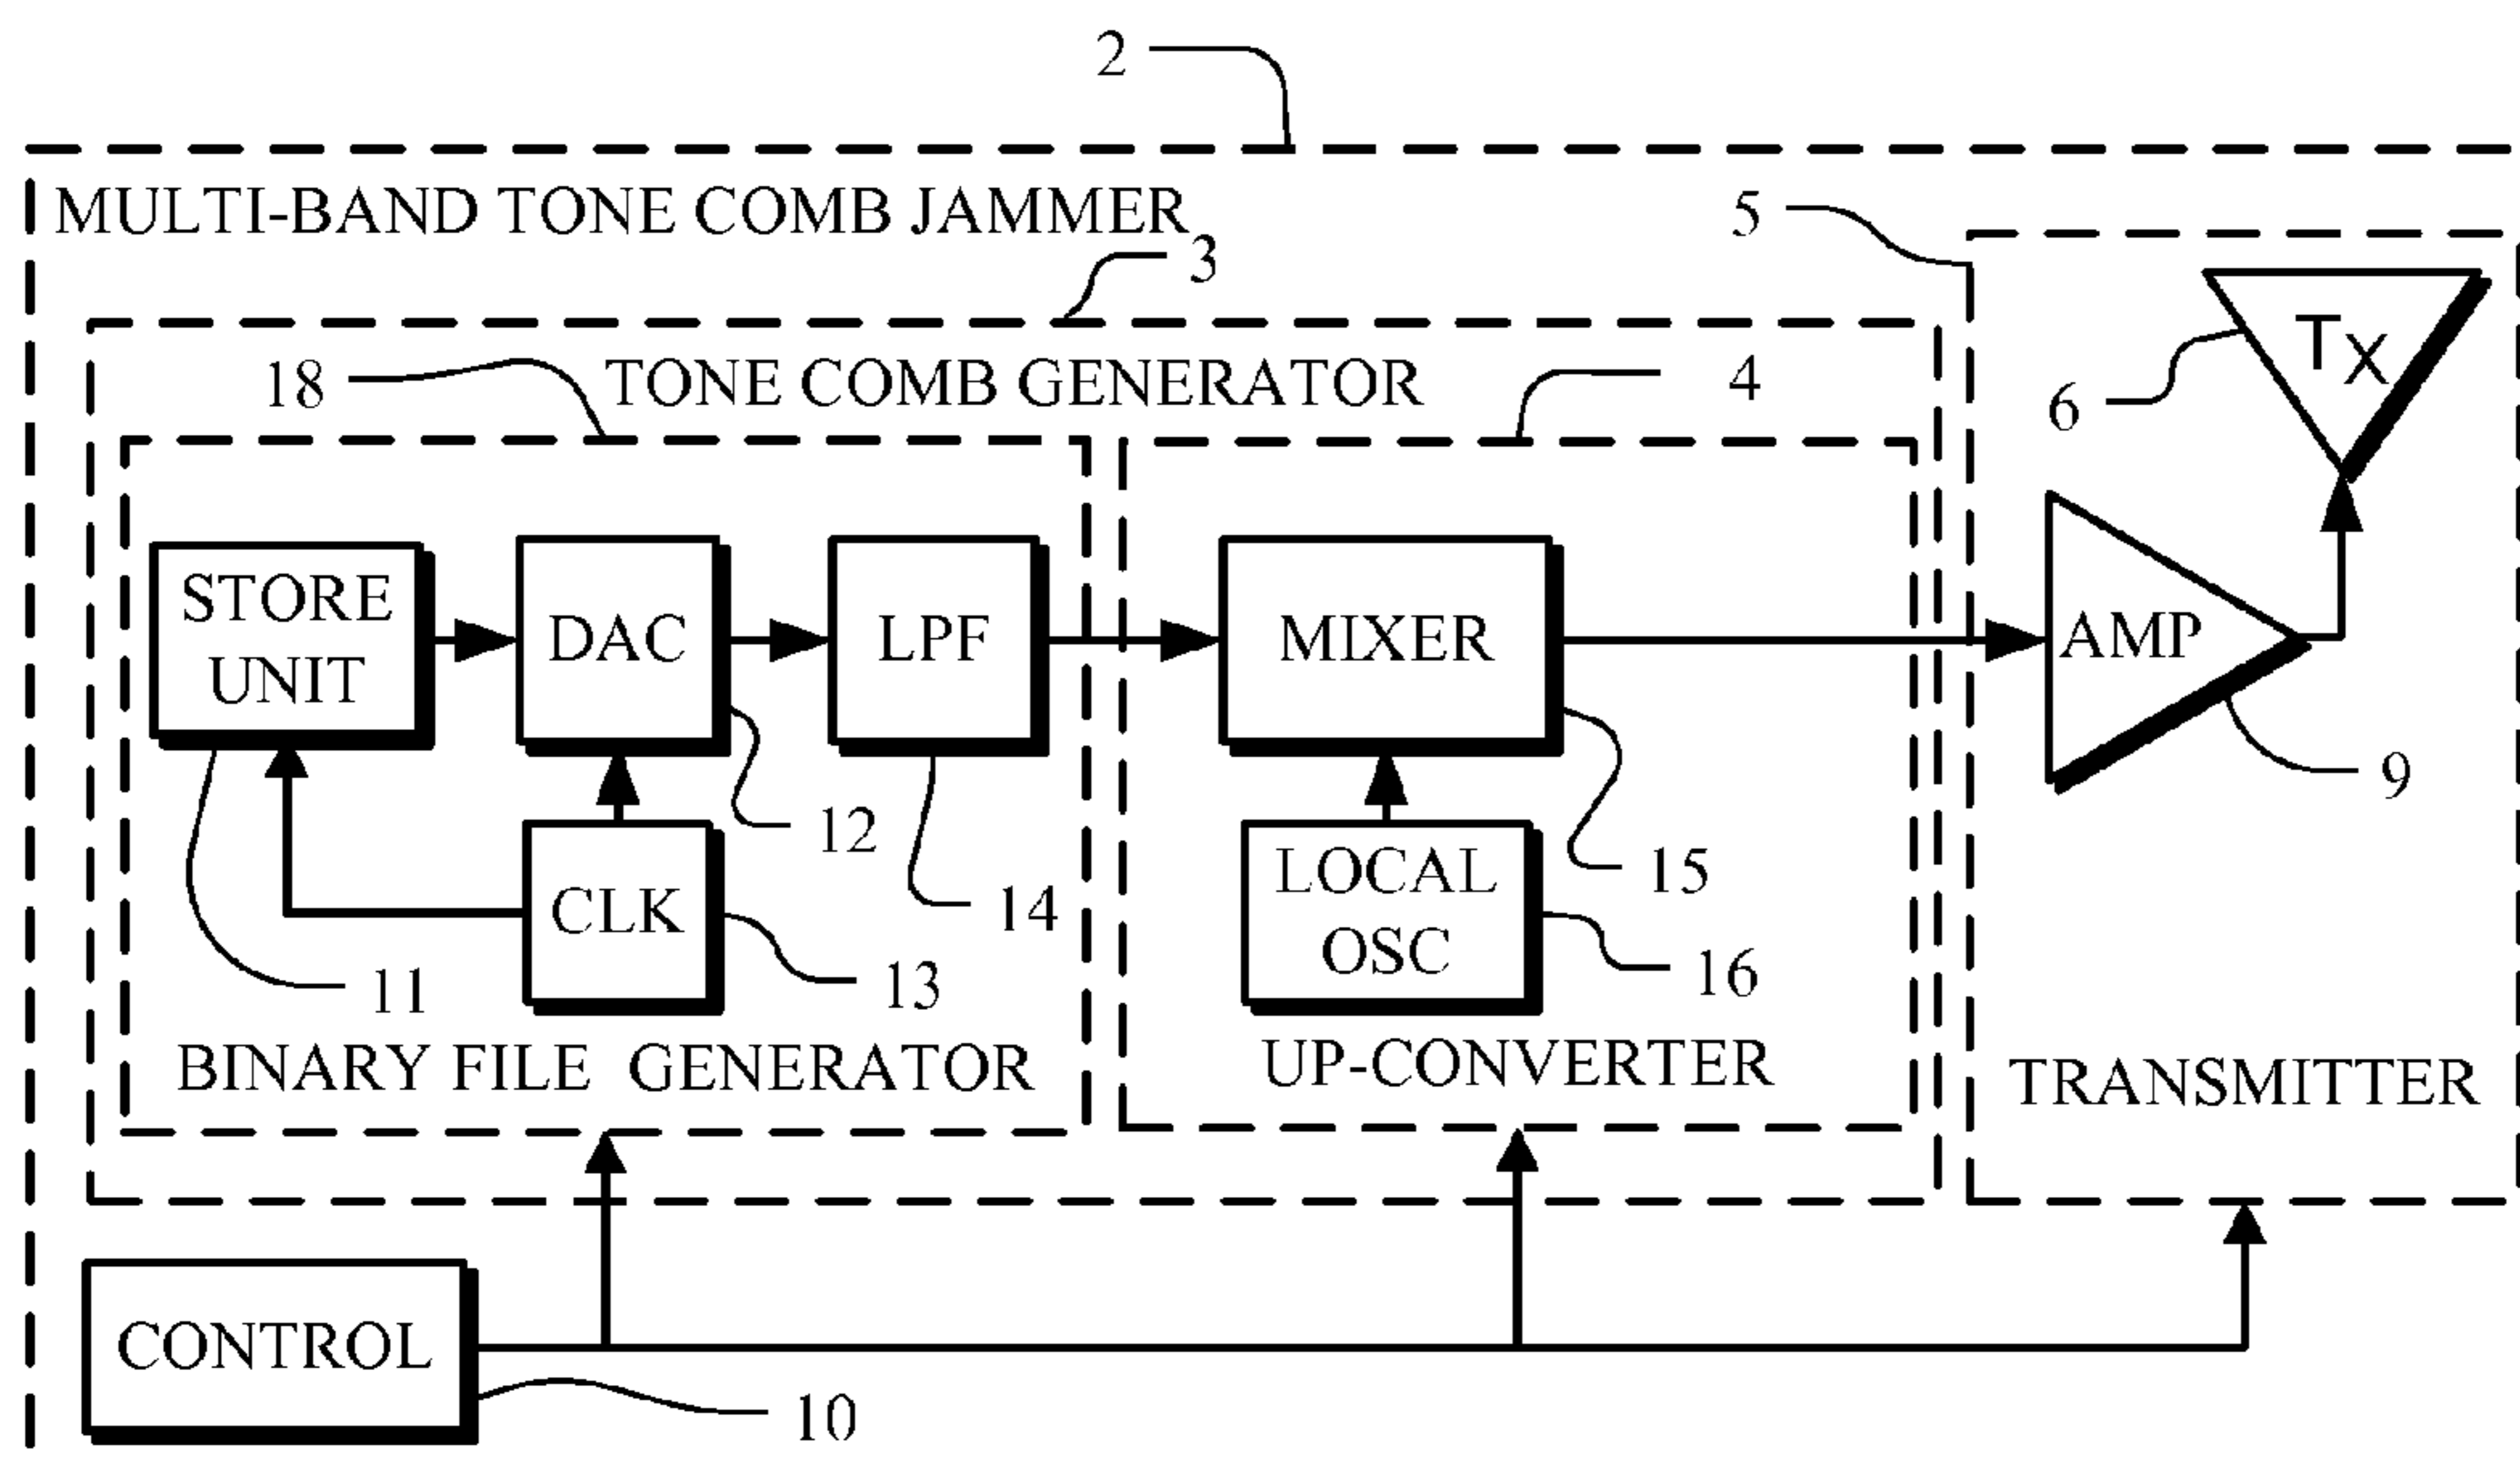 2
MULTI-BAND TONE COMB JAMMER
5
3
TX
18
TONE COMB GENERATOR
4
6
STORE
UNIT
DAC
LPF
MIXER
AMP
9
12
LOCAL
OSC
15
CLK
14
11
13
16
BINARY FILE GENERATOR
UP-CONVERTER
TRANSMITTER
CONTROL
10